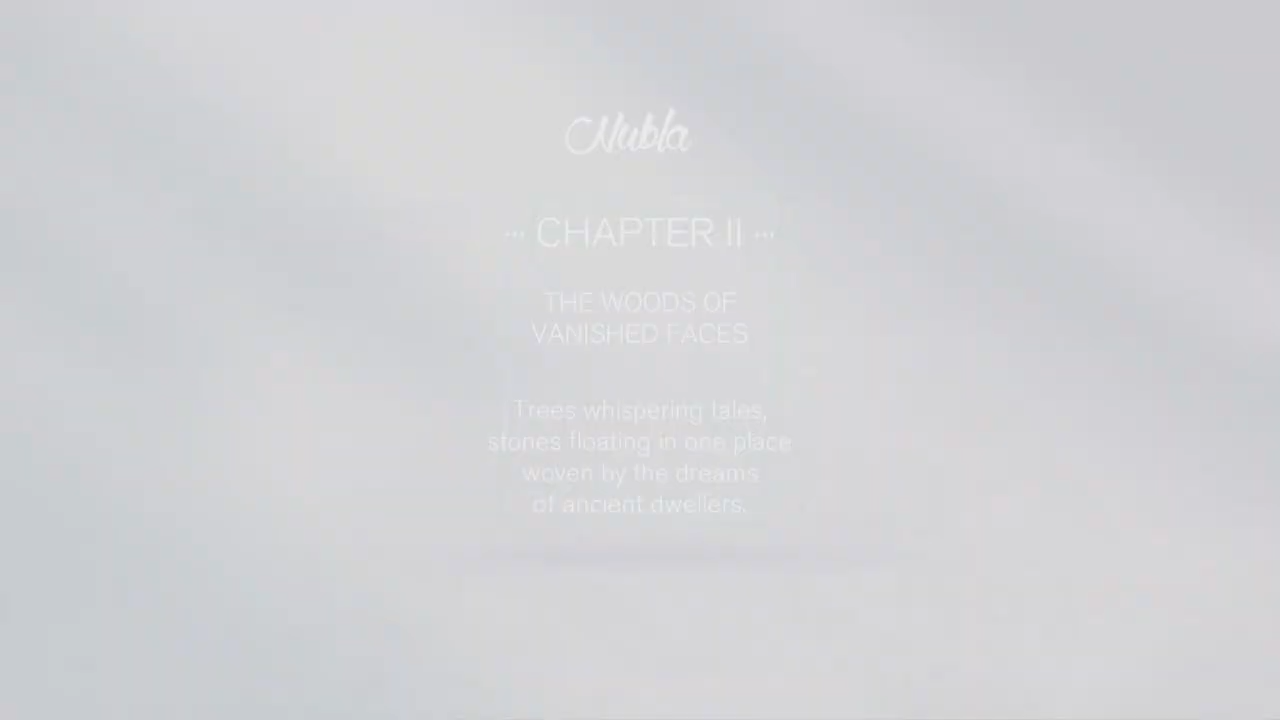 Nubla
··· CHAPTER II ···
THE WOODS OF
VANISHED FACES
Trees whispering tales,
stones floating in one place
woven by the dreams
of ancient dwellers.